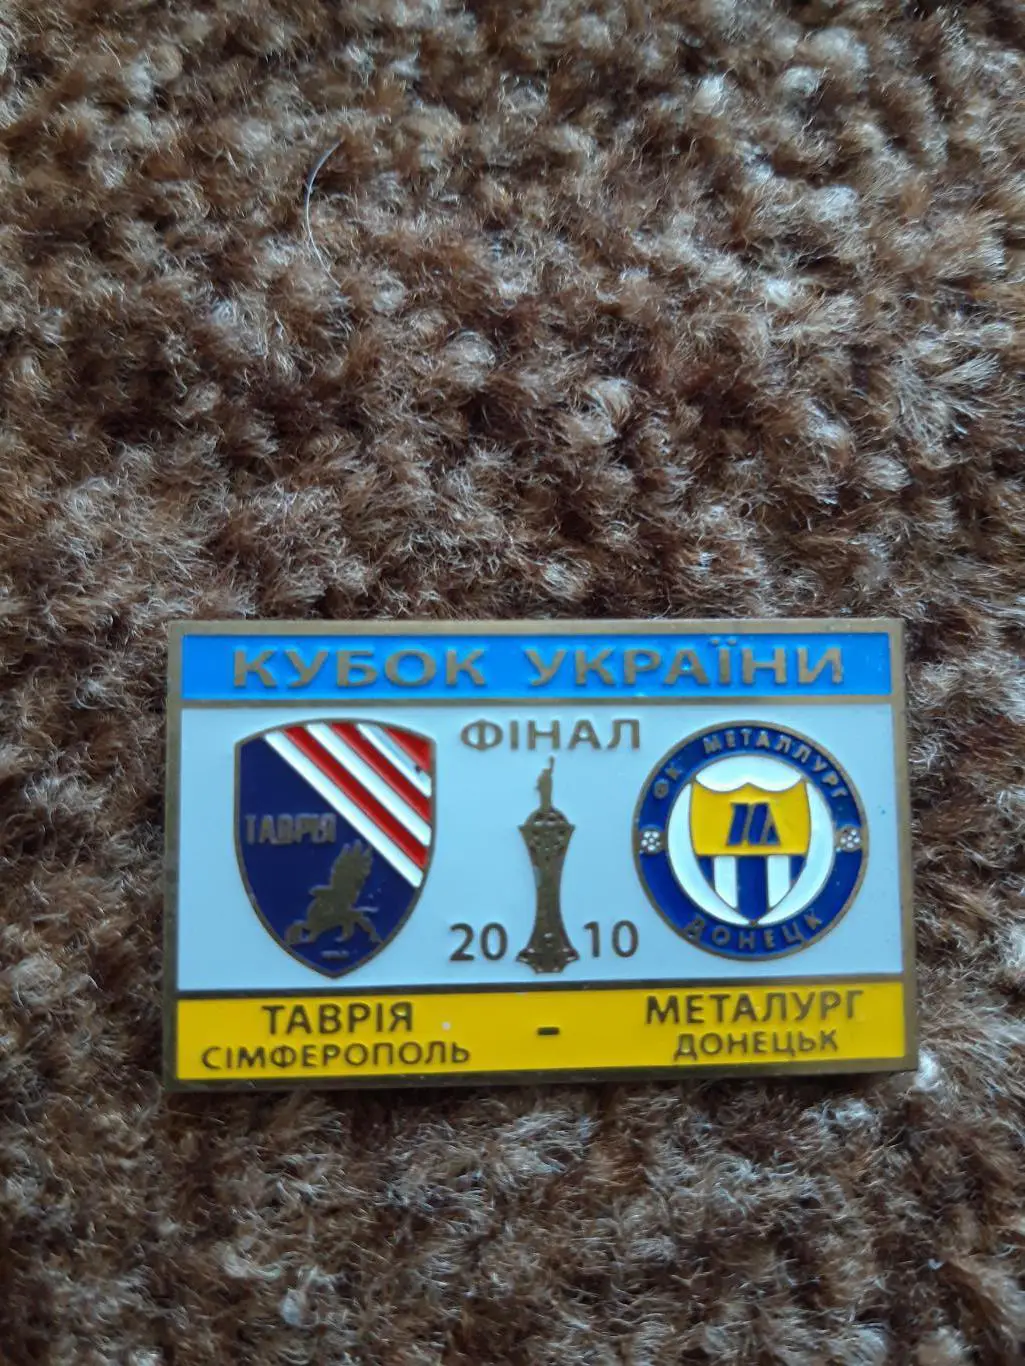 КУБОК УКРАЇНИ
ФІНАЛ
ТАВРІЯ
ФК МЕТАЛЛУРГ
ДОНЕЦК
2010
ТАВРІЯ - МЕТАЛУРГ
СІМФЕРОПОЛЬ ДОНЕЦЬК